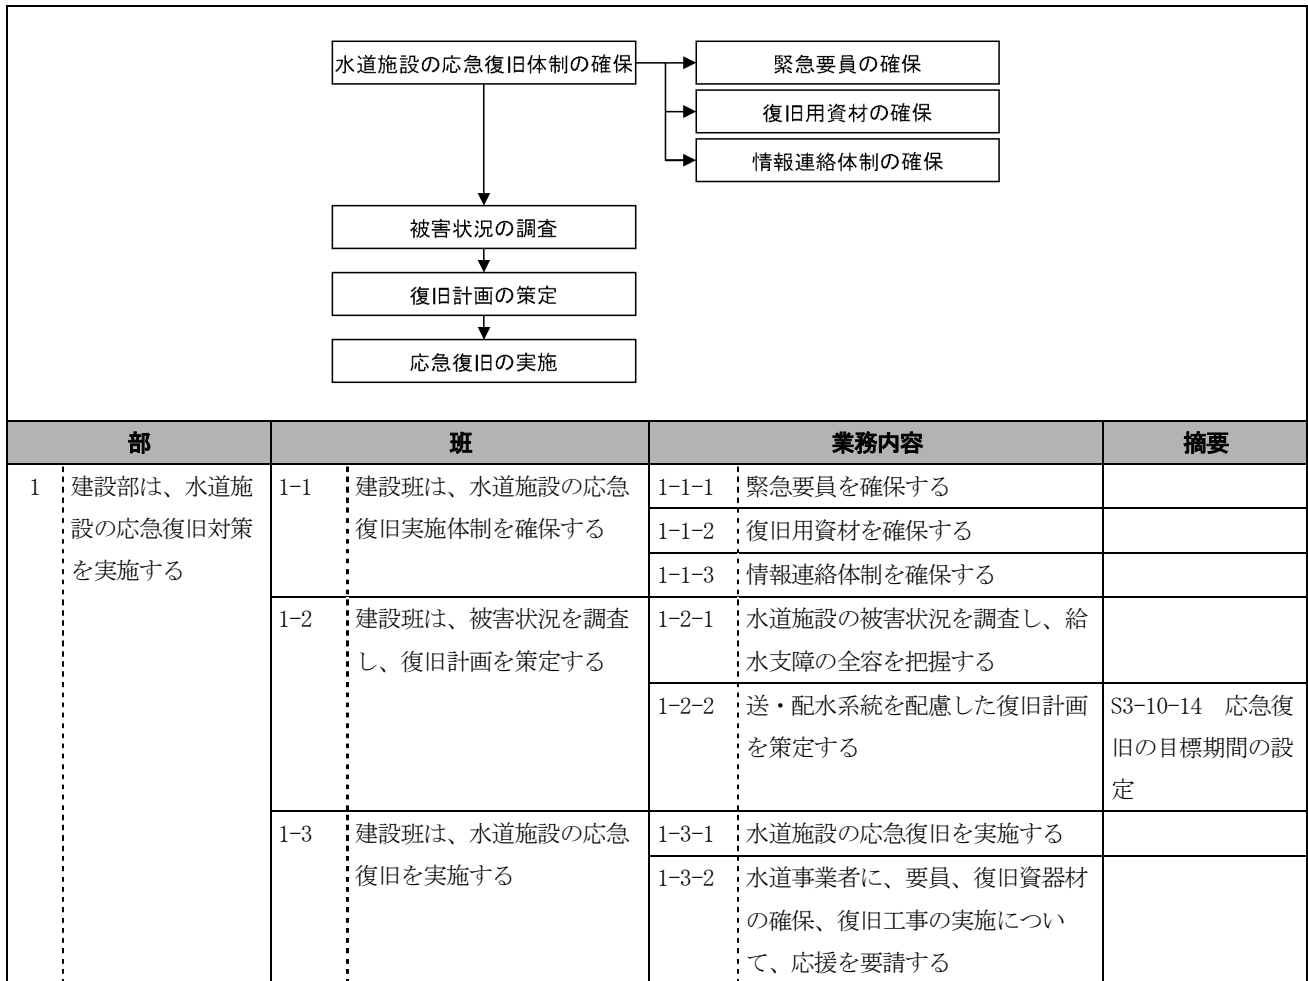 水道施設の応急復旧体制の確保
緊急要員の確保
復旧用資材の確保
情報連絡体制の確保
被害状況の調査
復旧計画の策定
応急復旧の実施
部 班 業務内容 摘要
1 建設部は、水道施
設の応急復旧対策
を実施する
1-1 建設班は、水道施設の応急
復旧実施体制を確保する
1-1-1 緊急要員を確保する
1-1-2 復旧用資材を確保する
1-1-3 情報連絡体制を確保する
1-2 建設班は、被害状況を調査
し、復旧計画を策定する
1-2-1 水道施設の被害状況を調査し、給
水支障の全容を把握する
1-2-2 送・配水系統を配慮した復旧計画
を策定する
S3-10-14 応急復
旧の目標期間の設
定
1-3 建設班は、水道施設の応急
復旧を実施する
1-3-1 水道施設の応急復旧を実施する
1-3-2 水道事業者に、要員、復旧資器材
の確保、復旧工事の実施につい
て、応援を要請する